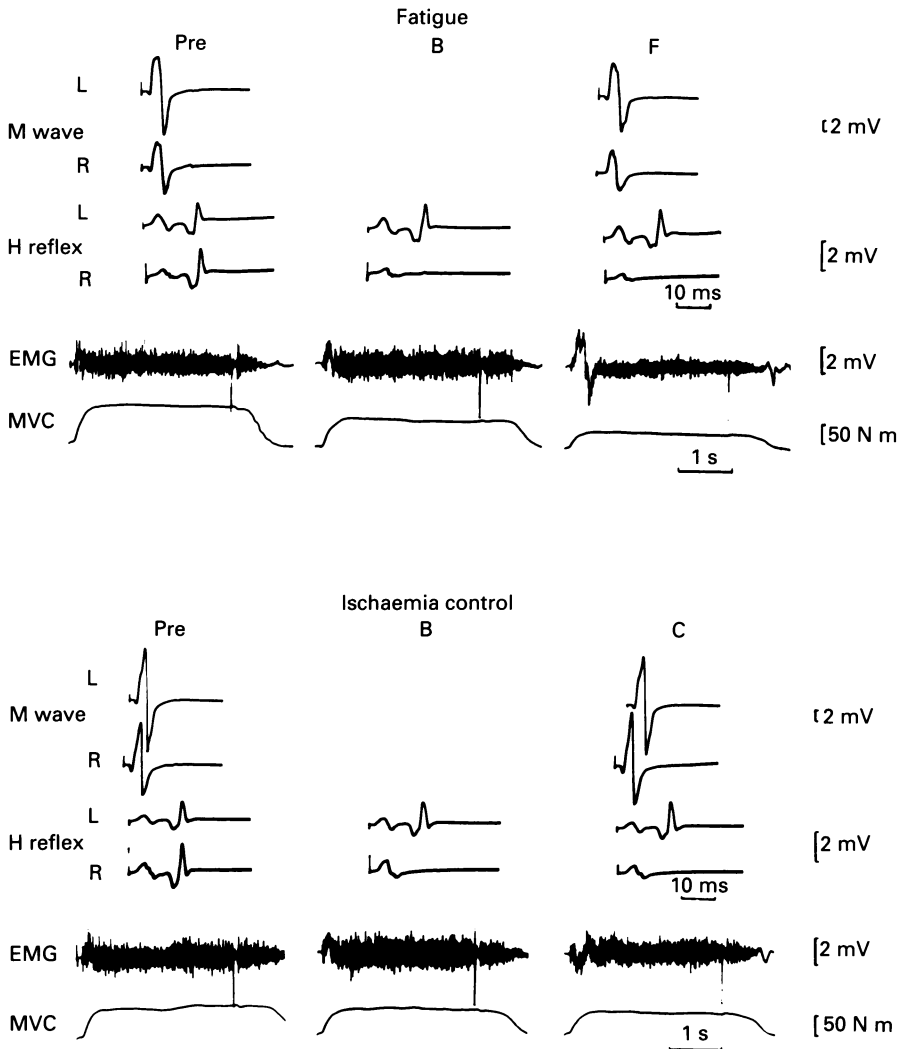 Fatigue
Pre B F
L
M wave 2 mV
R
L
H reflex 2 mV
R
10 ms
EMG 2 mV
MVC 50 N m
1 s
Ischaemia control
Pre B C
L
M wave 2 mV
R
L
H reflex 2 mV
R
10 ms
EMG 2 mV
MVC 50 N m
1 s